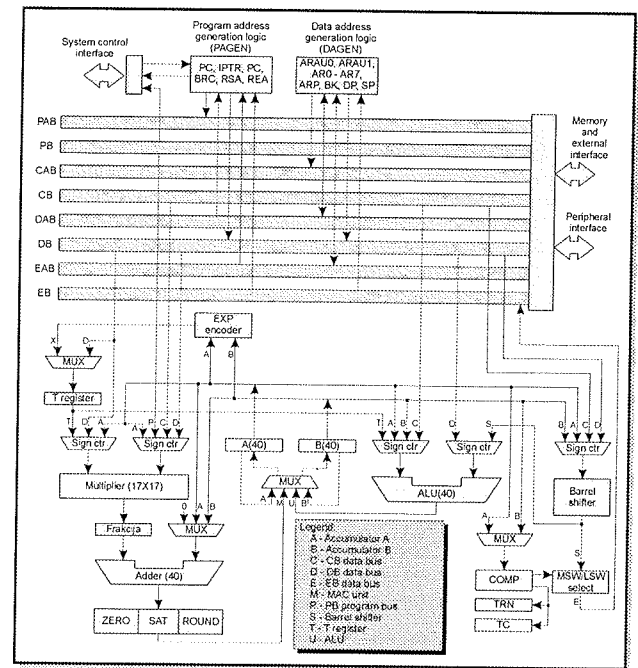 Program address
generation logic
(PAGEN)
Data address
generation logic
(DAGEN)
System control
interface
PC, IPTR, PC,
BRC, RSA, REA
ARAU0, ARAU1,
AR0 - AR7,
ARP, BK, DP, SP
PAB
PB
CAB
CB
DAB
DB
EAB
EB
Memory
and
external
interface
Peripheral
interface
EXP
encoder
X D
A B
MUX
T register
T D A
A P C D
Sign ctr
Sign ctr
A(40)
B(40)
T A B C
D S
Sign ctr
Sign ctr
B A C D
Sign ctr
Multiplier (17X17)
0 A B
MUX
A M U B
ALU(40)
Barrel
shifter
Frakcija
MUX
A B
MUX
S
Adder (40)
COMP
MSW/LSW
select
E
ZERO SAT ROUND
TRN
TC
Legend:
A - Accumulator A
B - Accumulator B
C - CB data bus
D - DB data bus
E - EB data bus
M - MAC unit
P - PB program bus
S - Barrel shifter
T - T register
U - ALU